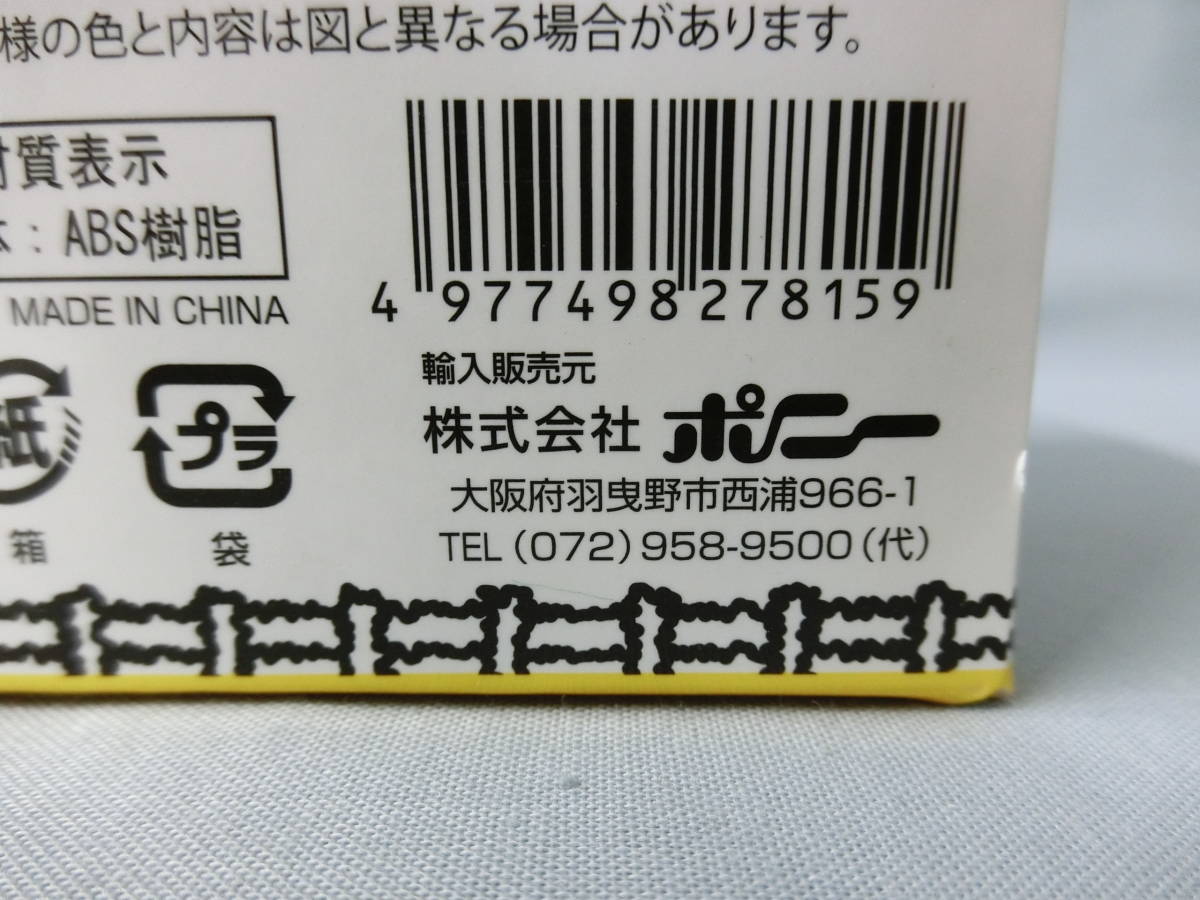 様の色と内容は図と異なる場合があります。
材質表示
体：ABS樹脂
MADE IN CHINA
4 977498 278159
輸入販売元
株式会社 ポニー
大阪府羽曳野市西浦966-1
TEL（072）958-9500（代）
紙
プラ
箱
袋